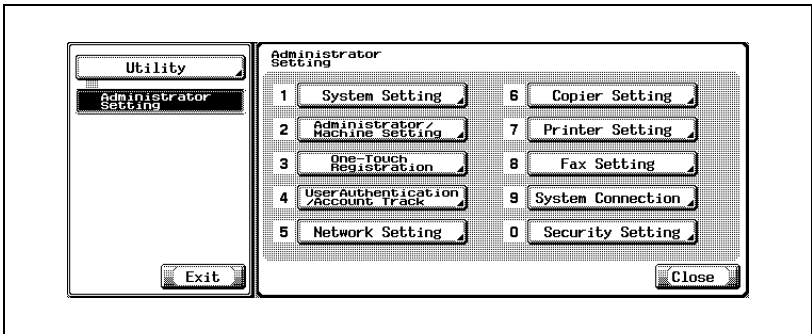 Utility
Administrator
Setting
Exit
Administrator
Setting
1 System Setting
2 Administrator/
Machine Setting
3 One-Touch
Registration
4 UserAuthentication
/Account Track
5 Network Setting
6 Copier Setting
7 Printer Setting
8 Fax Setting
9 System Connection
0 Security Setting
Close